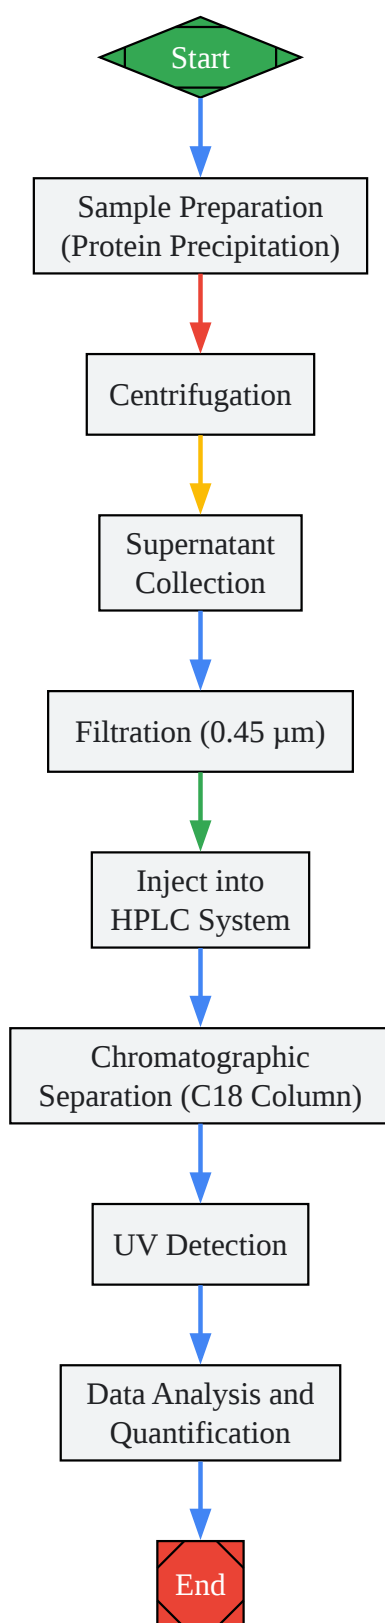 Start
Sample Preparation
(Protein Precipitation)
Centrifugation
Supernatant
Collection
Filtration (0.45 µm)
Inject into
HPLC System
Chromatographic
Separation (C18 Column)
UV Detection
Data Analysis and
Quantification
End